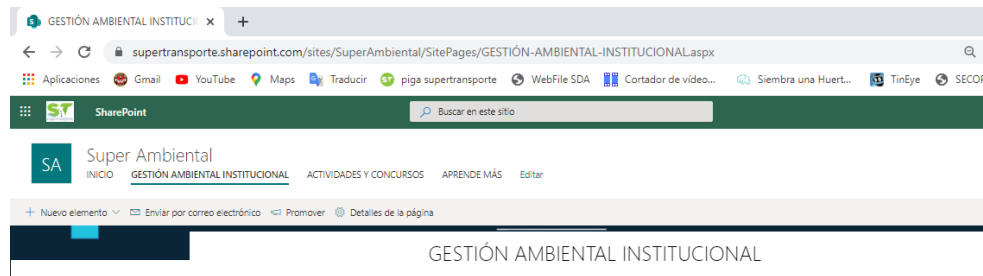 GESTIÓN AMBIENTAL INSTITUCIO
supertransporte.sharepoint.com/sites/SuperAmbiental/SitePages/GESTIÓN-AMBIENTAL-INSTITUCIONAL.aspx
Aplicaciones Gmail YouTube Maps Traducir piga supertransporte WebFile SDA Cortador de vídeo... Siembra una Huert... TinEye SECOP
ST SharePoint Buscar en este sitio
SA Super Ambiental
INICIO GESTIÓN AMBIENTAL INSTITUCIONAL ACTIVIDADES Y CONCURSOS APRENDE MÁS Editar
Nuevo elemento Enviar por correo electrónico Promover Detalles de la página
GESTIÓN AMBIENTAL INSTITUCIONAL